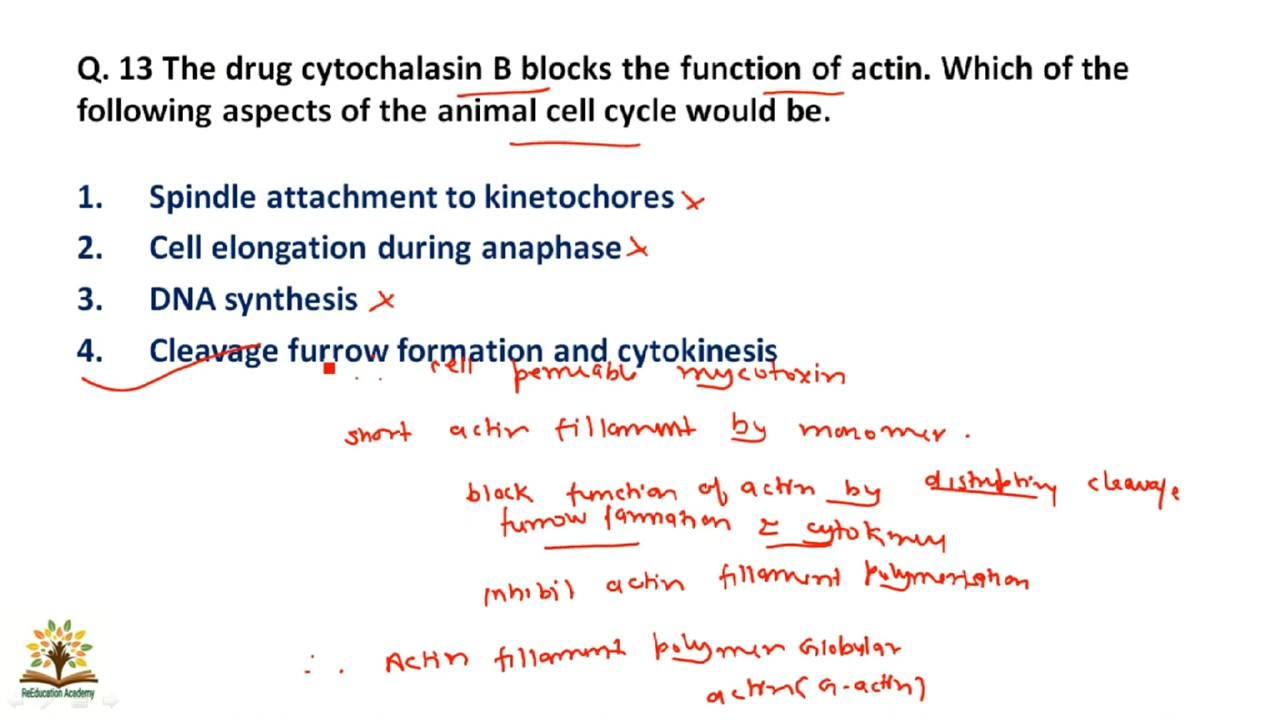 Q. 13 The drug cytochalasin B blocks the function of actin. Which of the
following aspects of the animal cell cycle would be.
1. Spindle attachment to kinetochores x
2. Cell elongation during anaphase x
3. DNA synthesis x
4. Cleavage furrow formation and cytokinesis
∴ cell permeable mycotoxin
short actin fillament by monomer.
block function of actin by distrupting cleavage
furrow formation & cytokinesis
inhibit actin fillament polymerisation
∴ Actin fillament polymer Globular
actin (G-actin)
ReEducation Academy